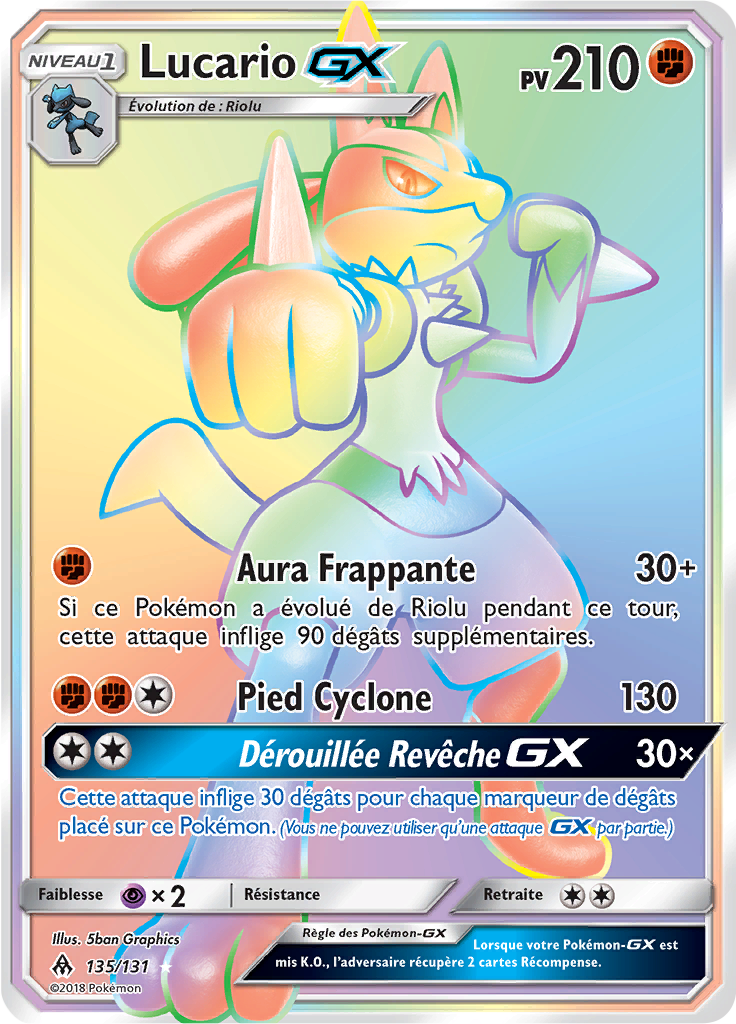 NIVEAU 1
Lucario GX
PV 210
Évolution de : Riolu
Aura Frappante 30+
Si ce Pokémon a évolué de Riolu pendant ce tour,
cette attaque inflige 90 dégâts supplémentaires.
Pied Cyclone 130
Dérouillée Revêche GX 30×
Cette attaque inflige 30 dégâts pour chaque marqueur de dégâts
placé sur ce Pokémon. (Vous ne pouvez utiliser qu'une attaque GX par partie.)
Faiblesse × 2 Résistance Retraite
Illus. 5ban Graphics
135/131
©2018 Pokémon
Règle des Pokémon-GX
Lorsque votre Pokémon-GX est
mis K.O., l'adversaire récupère 2 cartes Récompense.